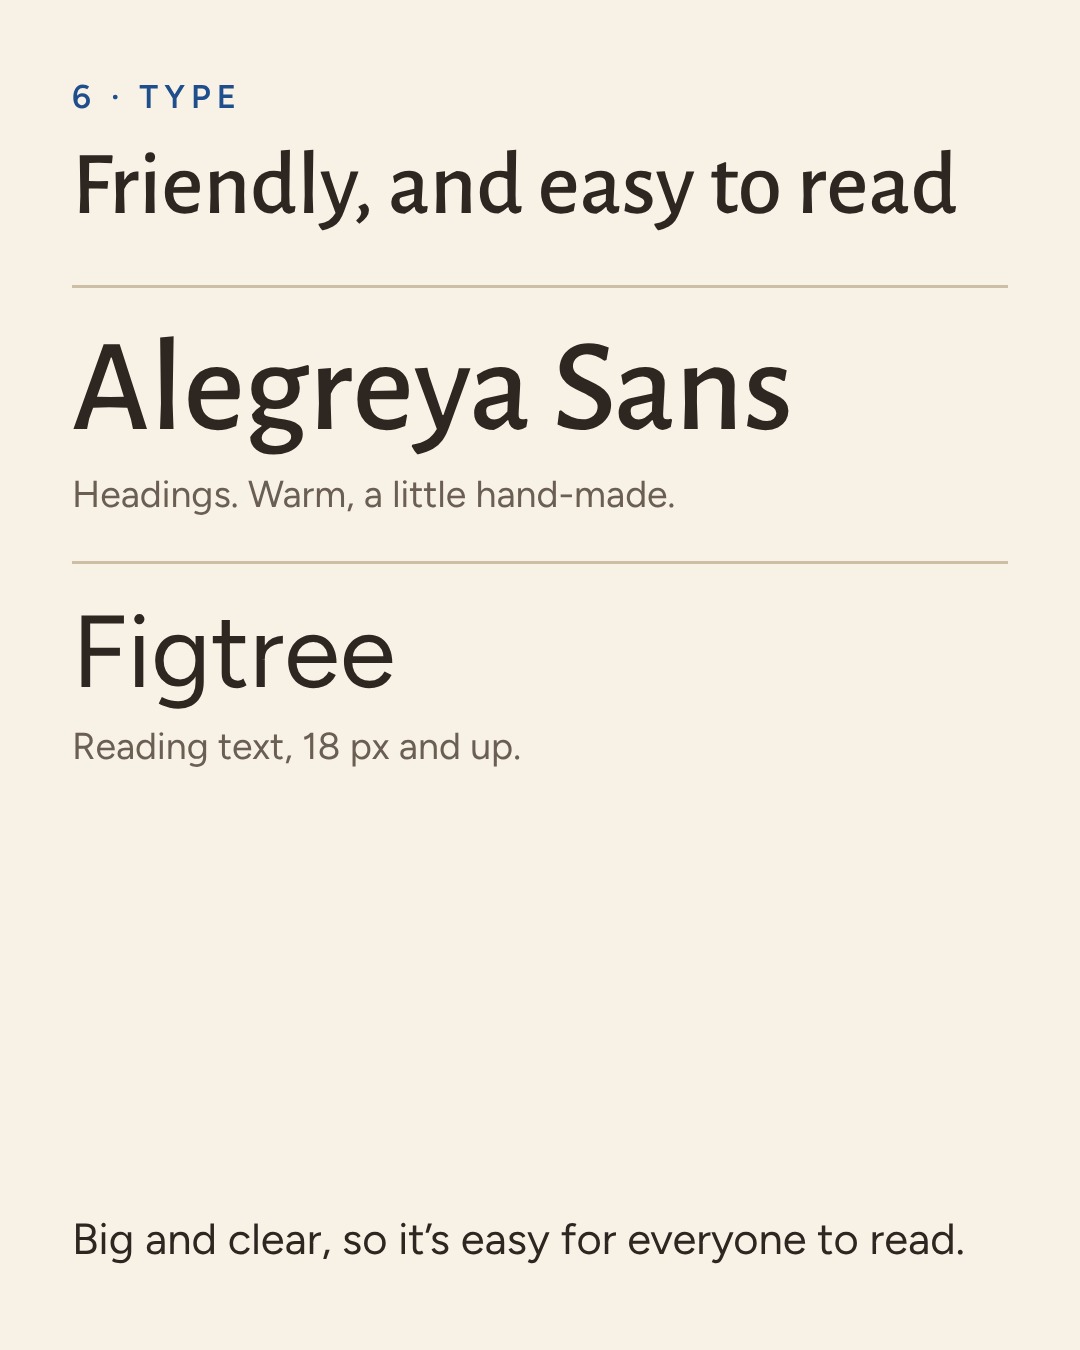 6 · TYPE
Friendly, and easy to read
Alegreya Sans
Headings. Warm, a little hand-made.
Figtree
Reading text, 18 px and up.
Big and clear, so it’s easy for everyone to read.